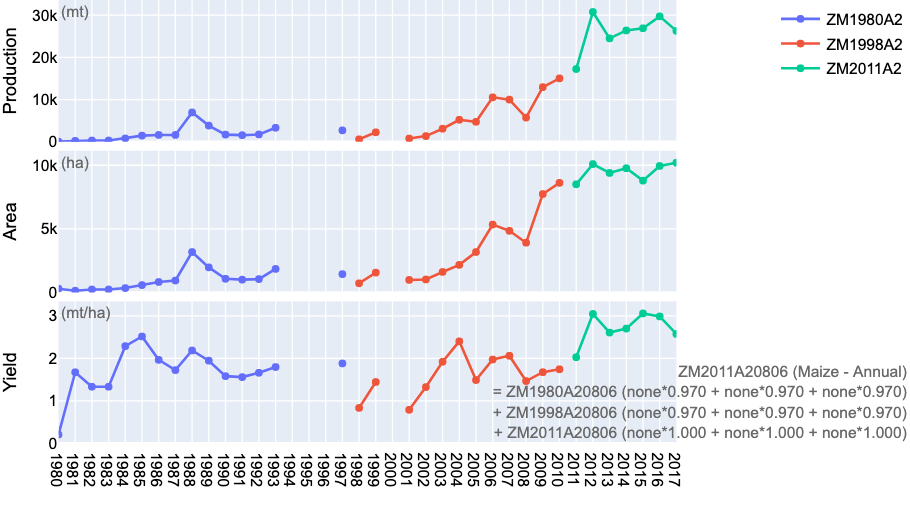 Production
(mt)
30k
20k
10k
0
ZM1980A2
ZM1998A2
ZM2011A2
Area
(ha)
10k
5k
0
Yield
(mt/ha)
3
2
1
0
ZM2011A20806 (Maize - Annual)
= ZM1980A20806 (none*0.970 + none*0.970 + none*0.970)
+ ZM1998A20806 (none*0.970 + none*0.970 + none*0.970)
+ ZM2011A20806 (none*1.000 + none*1.000 + none*1.000)
1980
1981
1982
1983
1984
1985
1986
1987
1988
1989
1990
1991
1992
1993
1994
1995
1996
1997
1998
1999
2000
2001
2002
2003
2004
2005
2006
2007
2008
2009
2010
2011
2012
2013
2014
2015
2016
2017